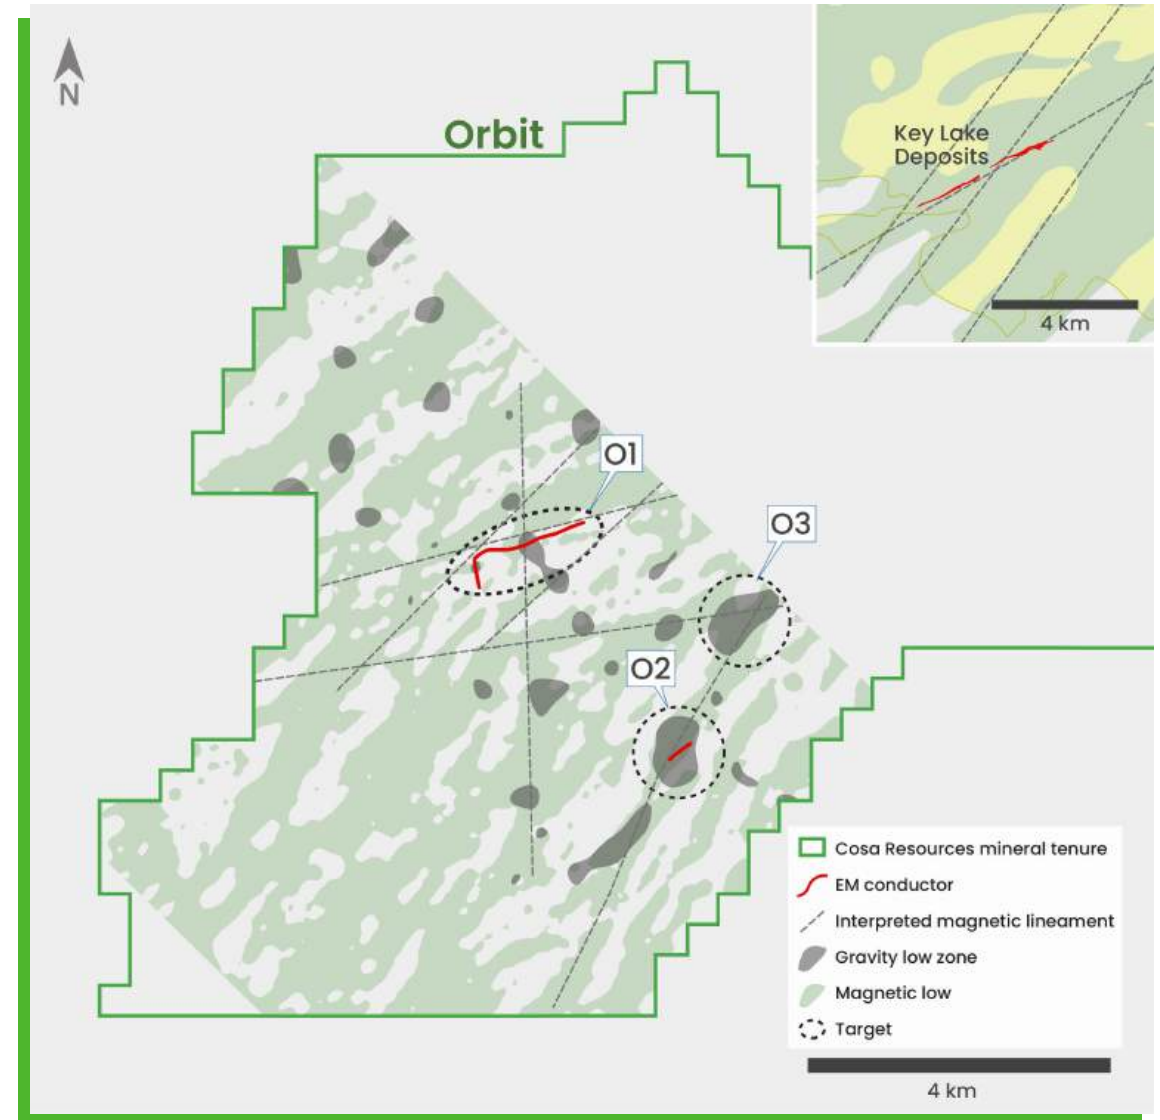 N
Orbit
Key Lake
Deposits
4 km
O1
O3
O2
Cosa Resources mineral tenure
EM conductor
Interpreted magnetic lineament
Gravity low zone
Magnetic low
Target
4 km